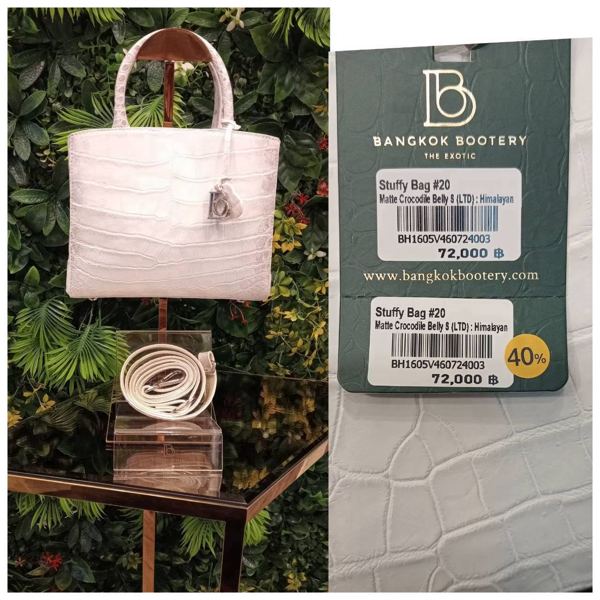 B
BANGKOK BOOTERY
THE EXOTIC
Stuffy Bag #20
Matte Crocodile Belly S (LTD) : Himalayan
BH1605V460724003
72,000 ฿
www.bangkokbootery.com
Stuffy Bag #20
Matte Crocodile Belly S (LTD) : Himalayan
BH1605V460724003
72,000 ฿
40%